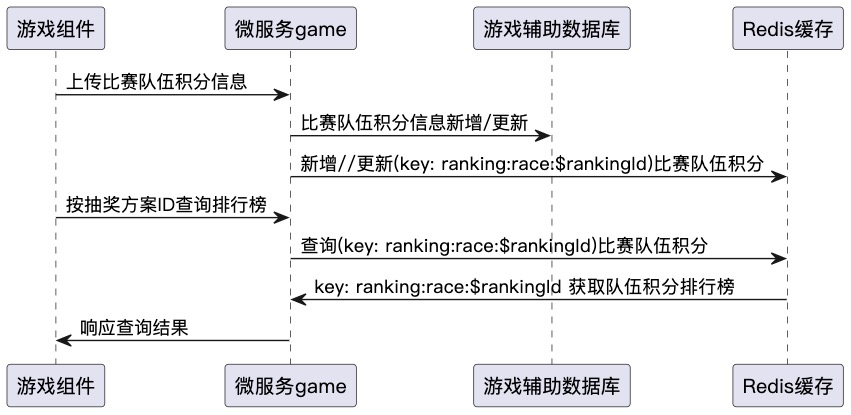 游戏组件
微服务game
游戏辅助数据库
Redis缓存
上传比赛队伍积分信息
比赛队伍积分信息新增/更新
新增//更新(key: ranking:race:$rankingId)比赛队伍积分
按抽奖方案ID查询排行榜
查询(key: ranking:race:$rankingId)比赛队伍积分
key: ranking:race:$rankingId 获取队伍积分排行榜
响应查询结果
游戏组件
微服务game
游戏辅助数据库
Redis缓存